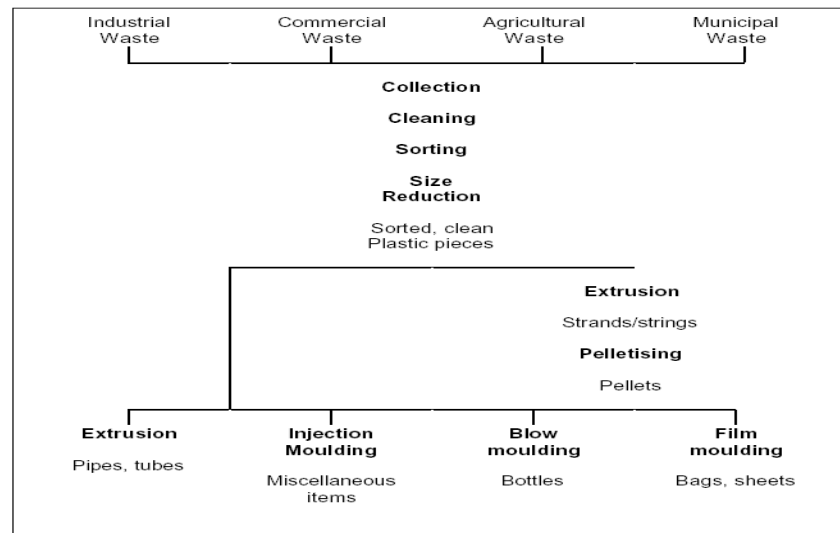 Industrial Waste
Commercial Waste
Agricultural Waste
Municipal Waste
Collection
Cleaning
Sorting
Size
Reduction
Sorted, clean
Plastic pieces
Extrusion
Strands/strings
Pelletising
Pellets
Extrusion
Pipes, tubes
Injection
Moulding
Miscellaneous
items
Blow
moulding
Bottles
Film
moulding
Bags, sheets